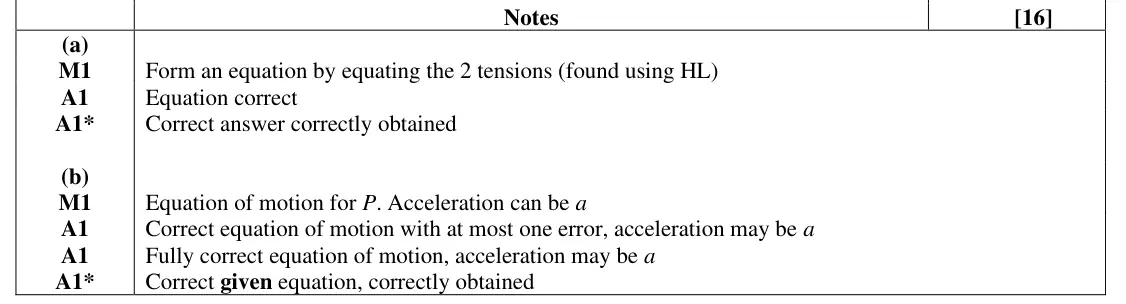 Notes [16]
(a)
M1 Form an equation by equating the 2 tensions (found using HL)
A1 Equation correct
A1* Correct answer correctly obtained
(b)
M1 Equation of motion for P. Acceleration can be a
A1 Correct equation of motion with at most one error, acceleration may be a
A1 Fully correct equation of motion, acceleration may be a
A1* Correct given equation, correctly obtained